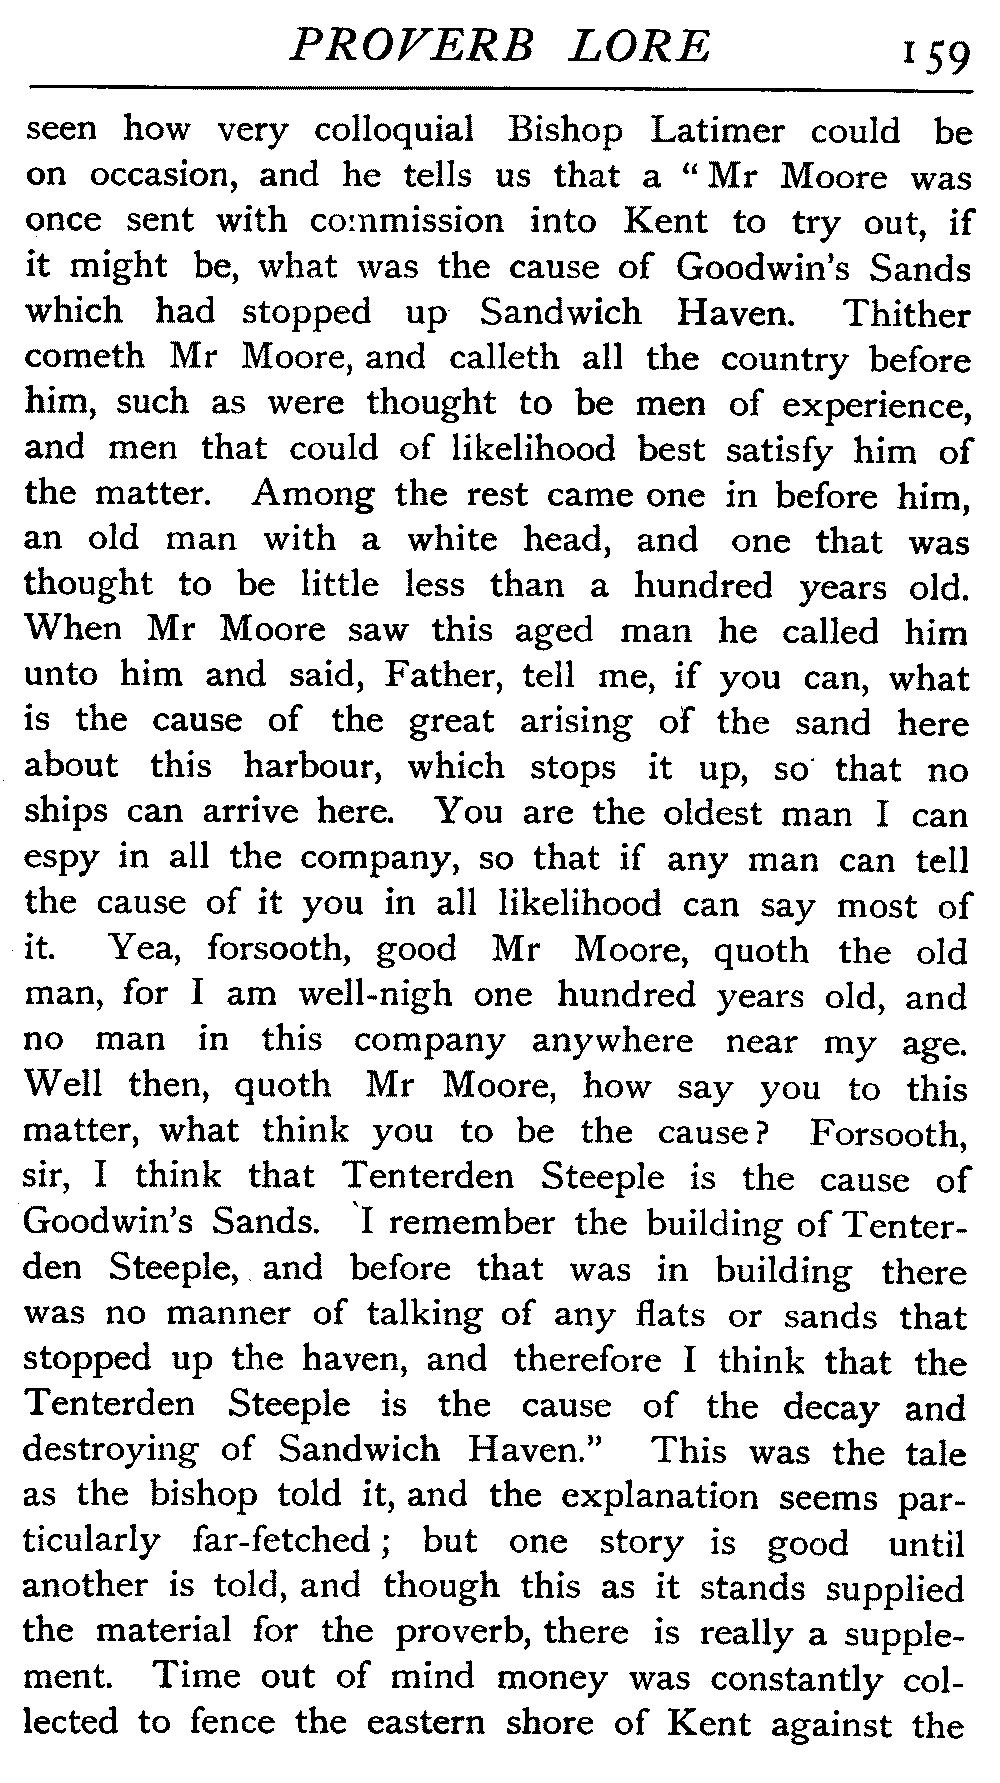 PROVERB LORE 159
seen how very colloquial Bishop Latimer could be
on occasion, and he tells us that a “Mr Moore was
once sent with commission into Kent to try out, if
it might be, what was the cause of Goodwin's Sands
which had stopped up Sandwich Haven. Thither
cometh Mr Moore, and calleth all the country before
him, such as were thought to be men of experience,
and men that could of likelihood best satisfy him of
the matter. Among the rest came one in before him,
an old man with a white head, and one that was
thought to be little less than a hundred years old.
When Mr Moore saw this aged man he called him
unto him and said, Father, tell me, if you can, what
is the cause of the great arising of the sand here
about this harbour, which stops it up, so that no
ships can arrive here. You are the oldest man I can
espy in all the company, so that if any man can tell
the cause of it you in all likelihood can say most of
it. Yea, forsooth, good Mr Moore, quoth the old
man, for I am well-nigh one hundred years old, and
no man in this company anywhere near my age.
Well then, quoth Mr Moore, how say you to this
matter, what think you to be the cause? Forsooth,
sir, I think that Tenterden Steeple is the cause of
Goodwin's Sands. I remember the building of Tenter-
den Steeple, and before that was in building there
was no manner of talking of any flats or sands that
stopped up the haven, and therefore I think that the
Tenterden Steeple is the cause of the decay and
destroying of Sandwich Haven.” This was the tale
as the bishop told it, and the explanation seems par-
ticularly far-fetched; but one story is good until
another is told, and though this as it stands supplied
the material for the proverb, there is really a supple-
ment. Time out of mind money was constantly col-
lected to fence the eastern shore of Kent against the